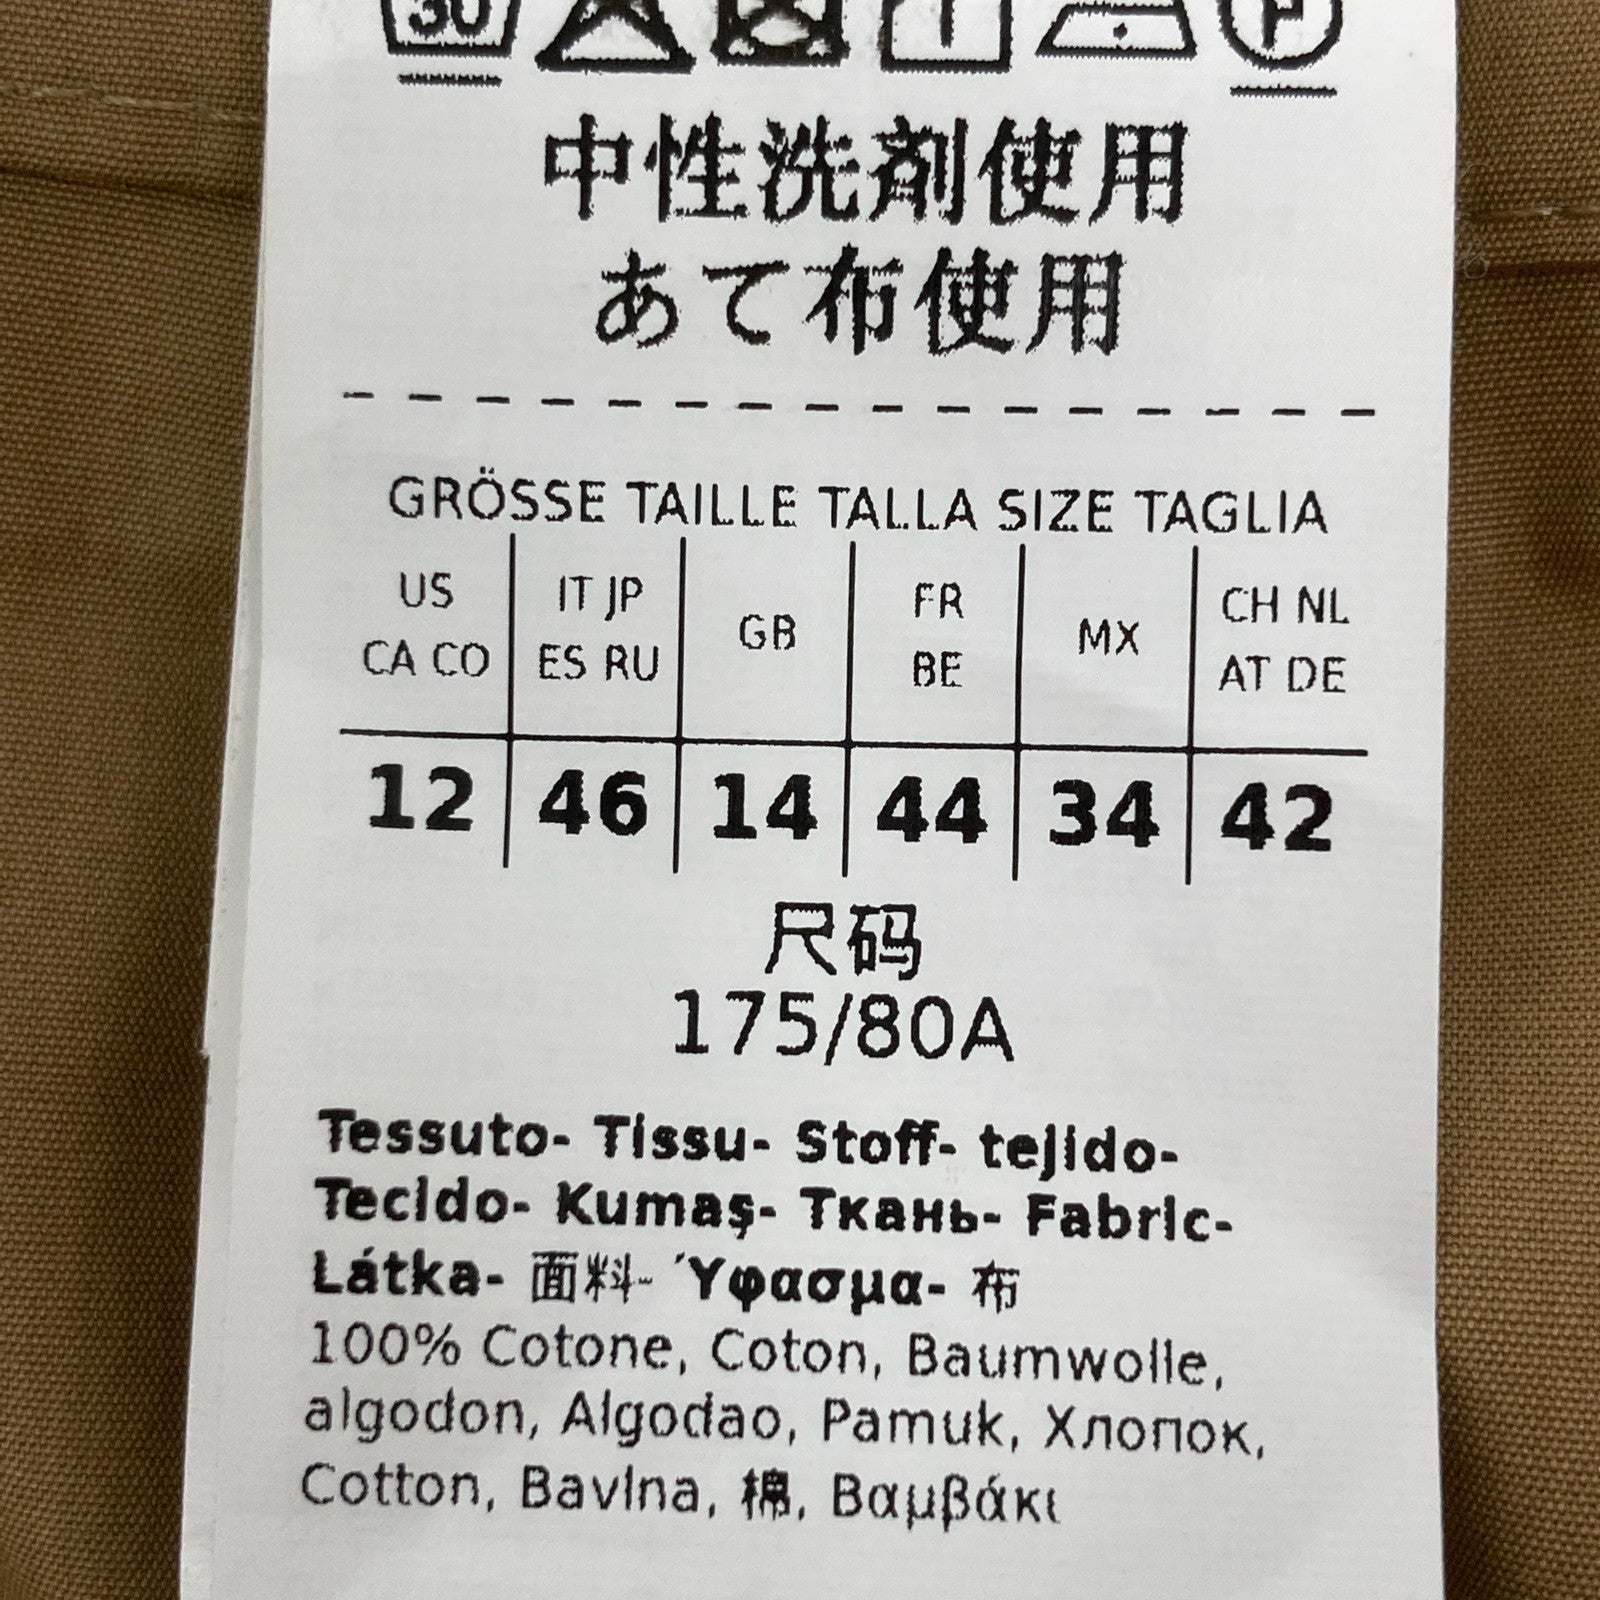 30
中性洗剤使用
あて布使用
GRÖSSE TAILLE TALLA SIZE TAGLIA
US CA CO
IT JP ES RU
GB
FR BE
MX
CH NL AT DE
12 46 14 44 34 42
尺码
175/80A
Tessuto- Tissu- Stoff- tejido-
Tecido- Kumaş- Ткань- Fabric-
Látka- 面料- Ύφασμα- 布
100% Cotone, Coton, Baumwolle,
algodon, Algodao, Pamuk, Хлопок,
Cotton, Bavlna, 棉, Βαμβάκι